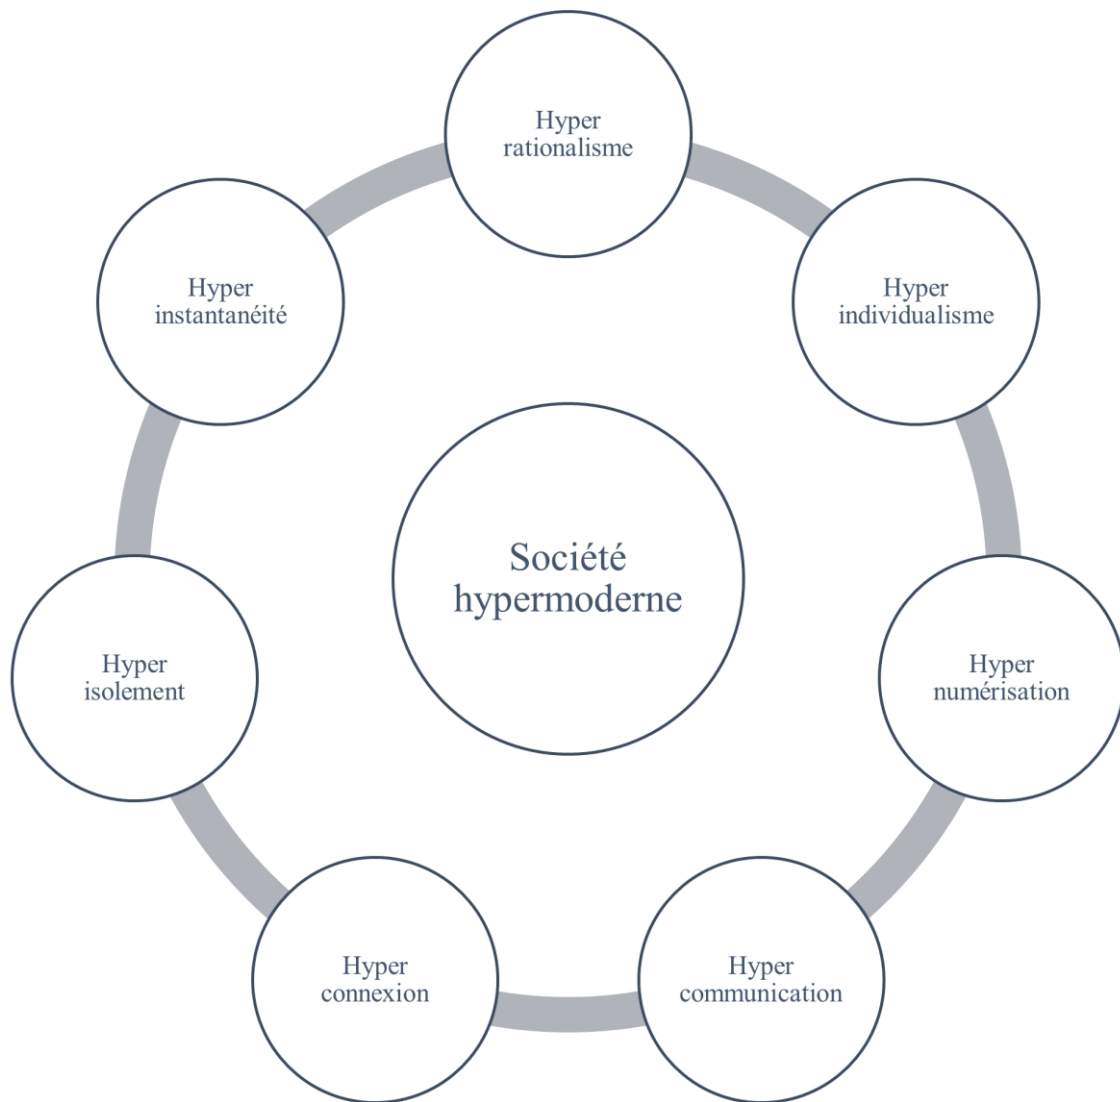 Hyper
rationalisme
Hyper
individualisme
Hyper
numérisation
Hyper
communication
Hyper
connexion
Hyper
isolement
Hyper
instantanéité
Société
hypermoderne